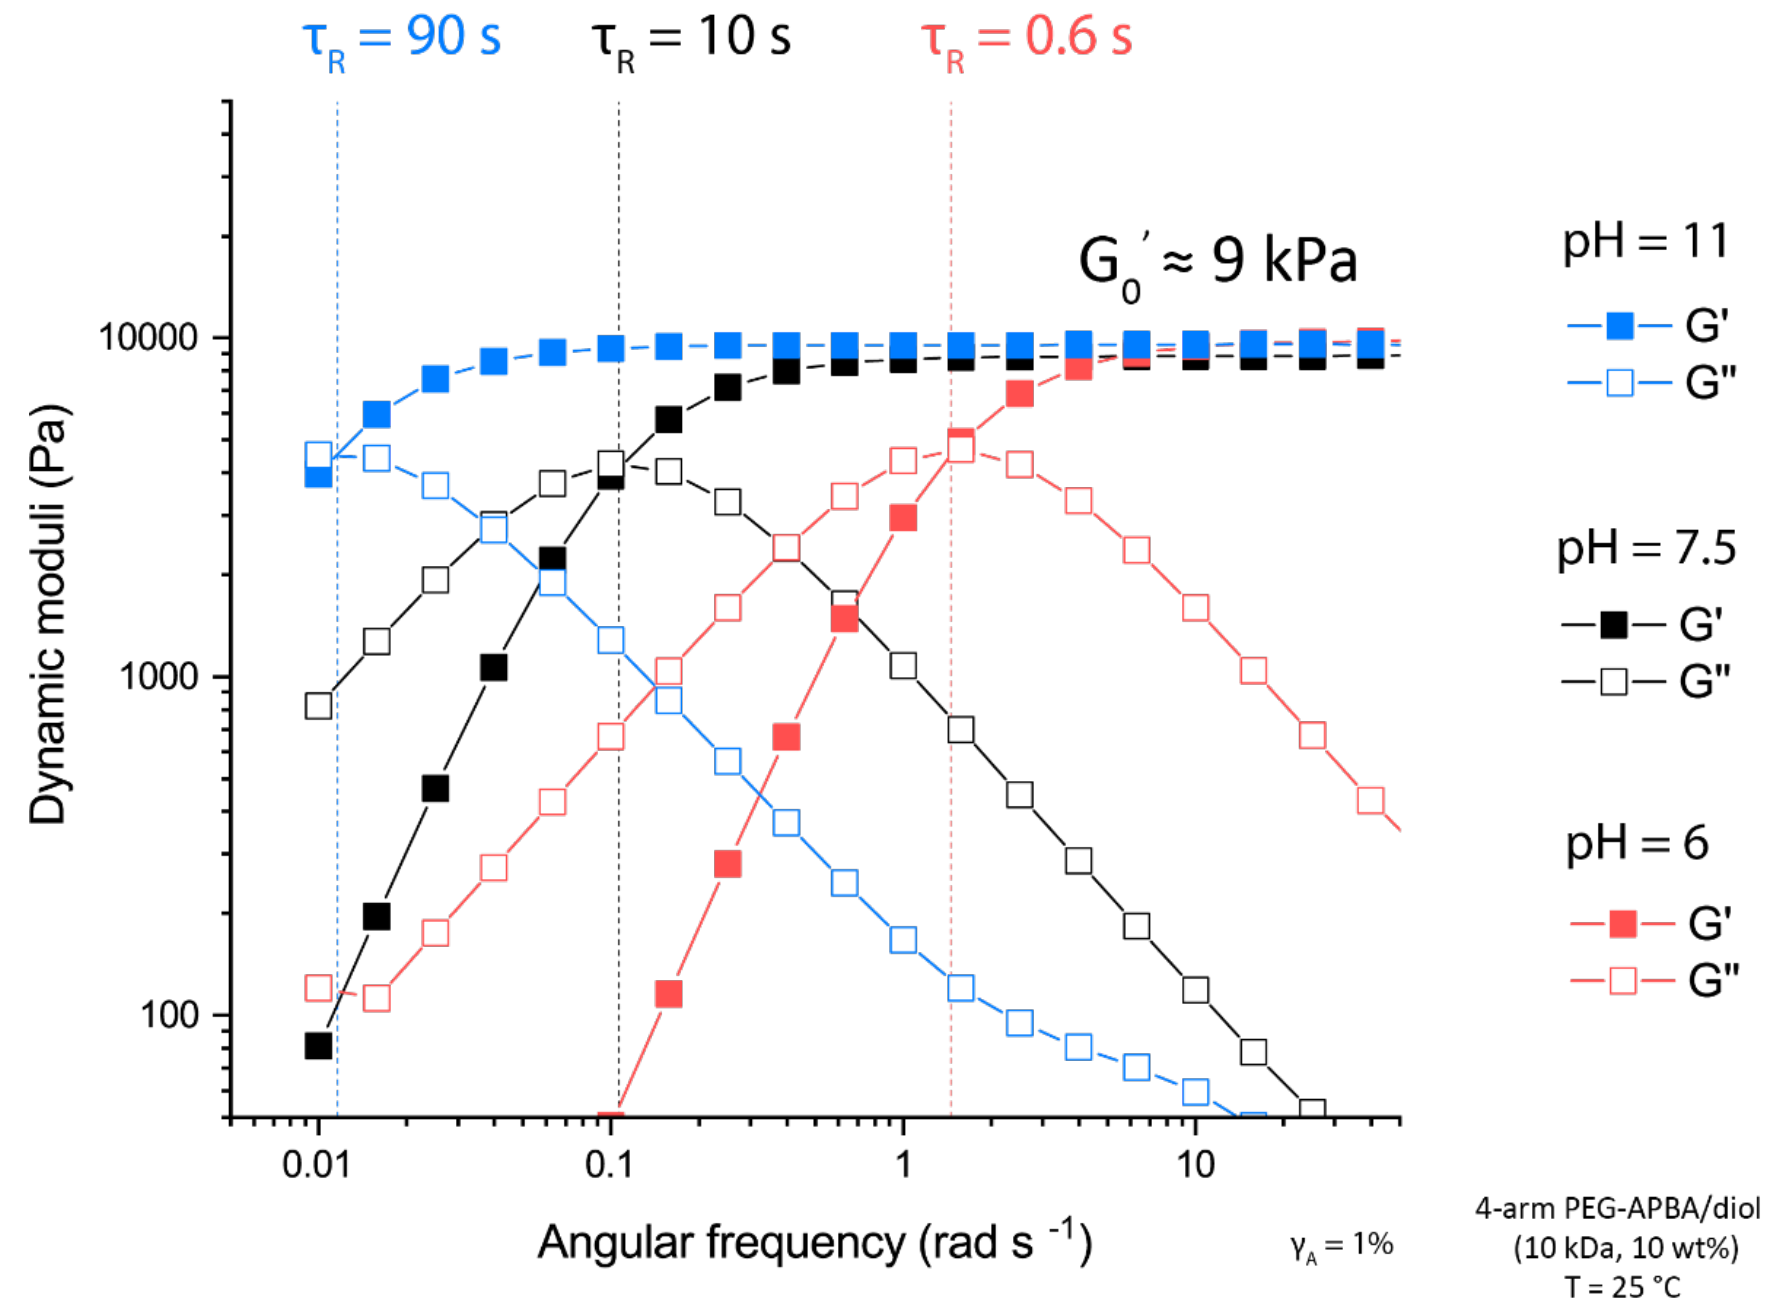 τR = 90 s
τR = 10 s
τR = 0.6 s
G0' ≈ 9 kPa
10000
1000
100
Dynamic moduli (Pa)
0.01
0.1
1
10
Angular frequency (rad s -1)
γA = 1%
pH = 11
G'
G"
pH = 7.5
G'
G"
pH = 6
G'
G"
4-arm PEG-APBA/diol
(10 kDa, 10 wt%)
T = 25 °C